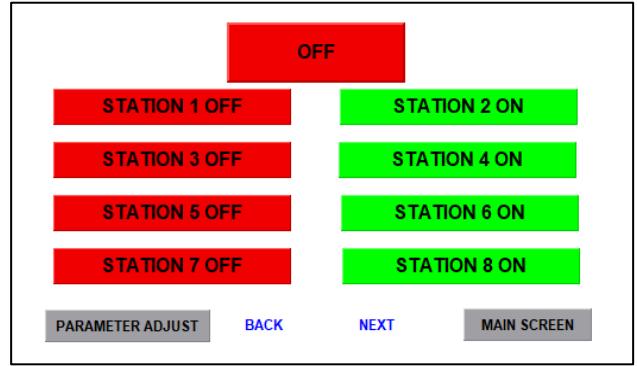 OFF
STATION 1 OFF
STATION 2 ON
STATION 3 OFF
STATION 4 ON
STATION 5 OFF
STATION 6 ON
STATION 7 OFF
STATION 8 ON
PARAMETER ADJUST
BACK
NEXT
MAIN SCREEN